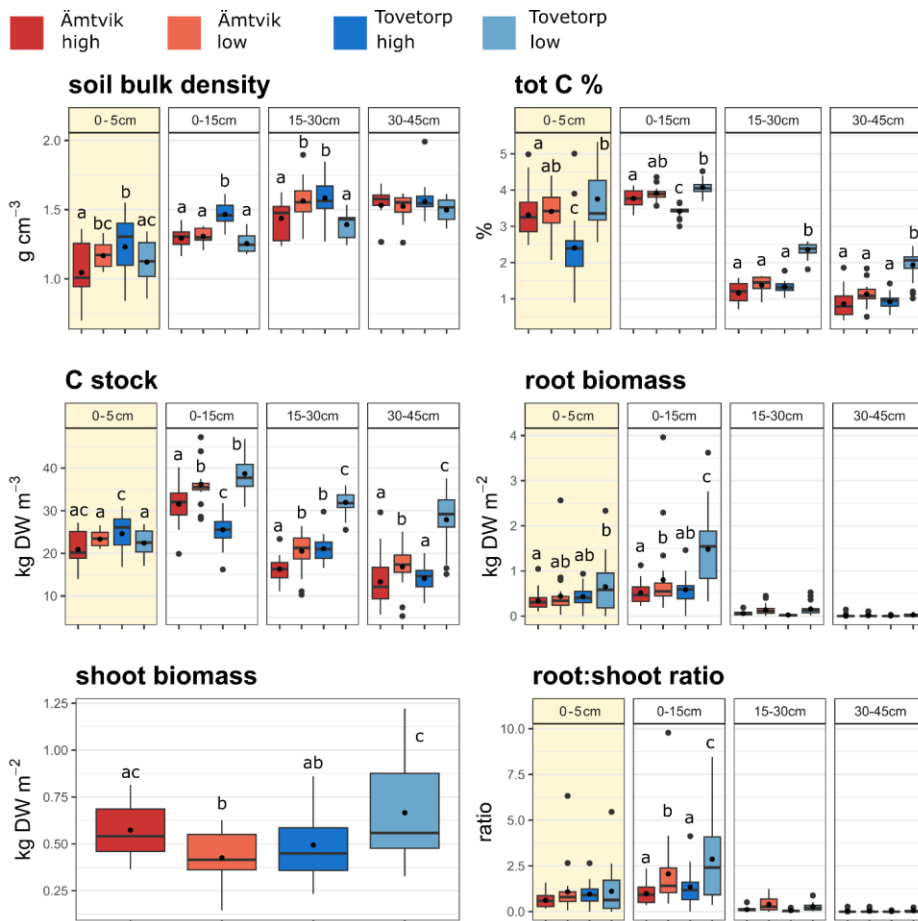 Ämtvik high
Ämtvik low
Tovetorp high
Tovetorp low
soil bulk density
0-5cm 0-15cm 15-30cm 30-45cm
g cm⁻³
2.0
1.5
1.0
a bc b ac
a a b a
a b b a
tot C %
0-5cm 0-15cm 15-30cm 30-45cm
%
5
4
3
2
1
a ab c b
a ab c b
a a a b
a a a b
C stock
0-5cm 0-15cm 15-30cm 30-45cm
kg DW m⁻³
40
30
20
10
ac a c a
a b c b
a b b c
a b a c
root biomass
0-5cm 0-15cm 15-30cm 30-45cm
kg DW m⁻²
4
3
2
1
0
a ab ab b
a b ab c
shoot biomass
kg DW m⁻²
1.25
1.00
0.75
0.50
0.25
ac b ab c
root:shoot ratio
0-5cm 0-15cm 15-30cm 30-45cm
ratio
10.0
7.5
5.0
2.5
0.0
a b a c